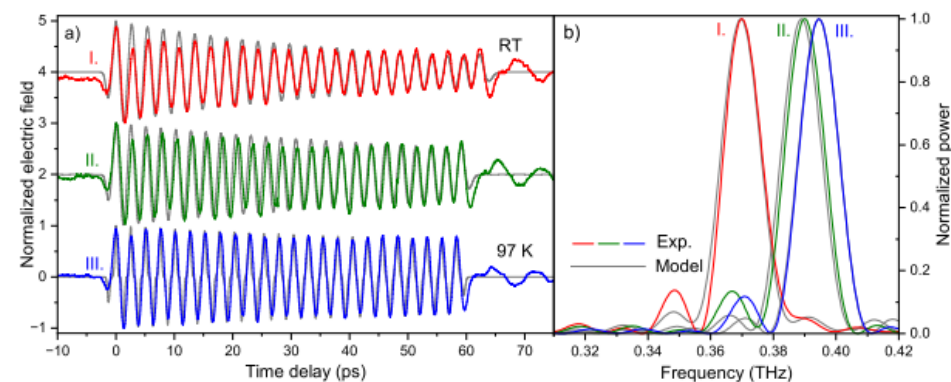 a)
I.
RT
II.
III.
97 K
5
4
3
2
1
0
−1
Normalized electric field
−10 0 10 20 30 40 50 60 70
Time delay (ps)
b)
I.
II.
III.
Exp.
Model
1.0
0.8
0.6
0.4
0.2
0.0
Normalized power
0.32 0.34 0.36 0.38 0.40 0.42
Frequency (THz)